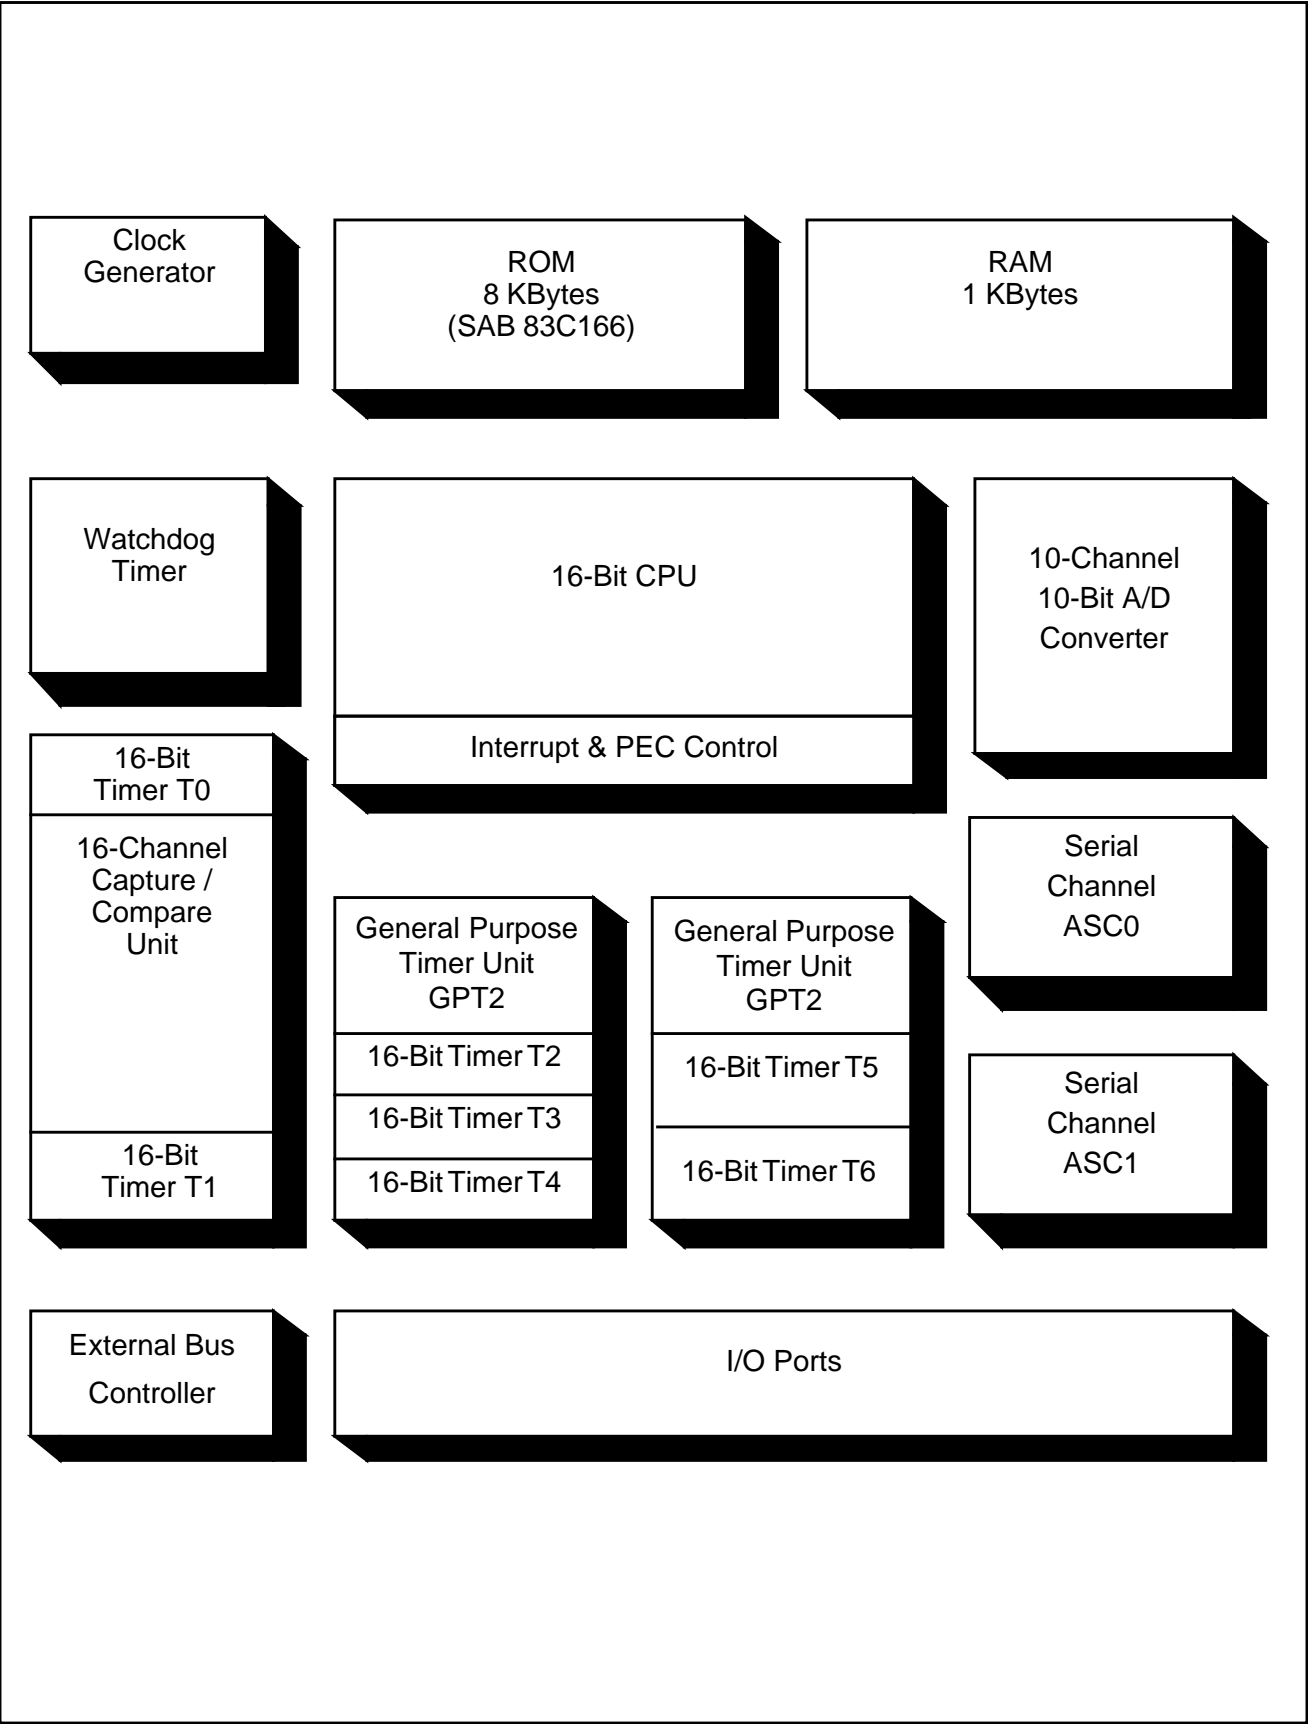 Clock
Generator
ROM
8 KBytes
(SAB 83C166)
RAM
1 KBytes
Watchdog
Timer
16-Bit CPU
Interrupt & PEC Control
10-Channel
10-Bit A/D
Converter
16-Bit
Timer T0
16-Channel
Capture /
Compare
Unit
16-Bit
Timer T1
General Purpose
Timer Unit
GPT2
16-Bit Timer T2
16-Bit Timer T3
16-Bit Timer T4
General Purpose
Timer Unit
GPT2
16-Bit Timer T5
16-Bit Timer T6
Serial
Channel
ASC0
Serial
Channel
ASC1
External Bus
Controller
I/O Ports